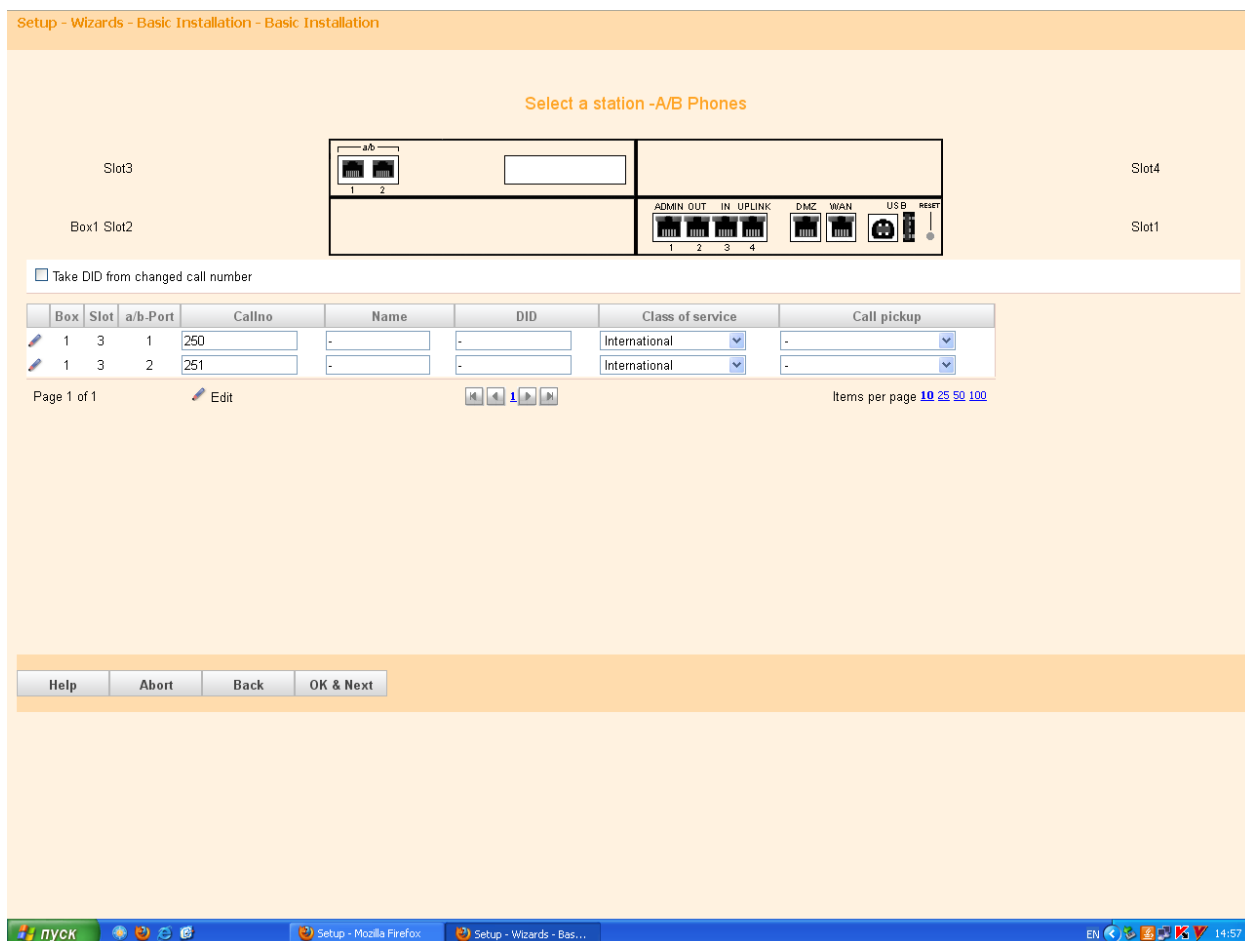 Setup - Wizards - Basic Installation - Basic Installation
Select a station -A/B Phones
a/b
1 2
Slot3
Slot4
ADMIN OUT IN UPLINK DMZ WAN USB RESET
1 2 3 4
Box1 Slot2
Slot1
Take DID from changed call number
Box Slot a/b-Port Callno Name DID Class of service Call pickup
1 3 1 250 - - International -
1 3 2 251 - - International -
Page 1 of 1 Edit 1 Items per page 10 25 50 100
Help Abort Back OK & Next
пуск Setup - Mozilla Firefox Setup - Wizards - Bas... EN 14:57